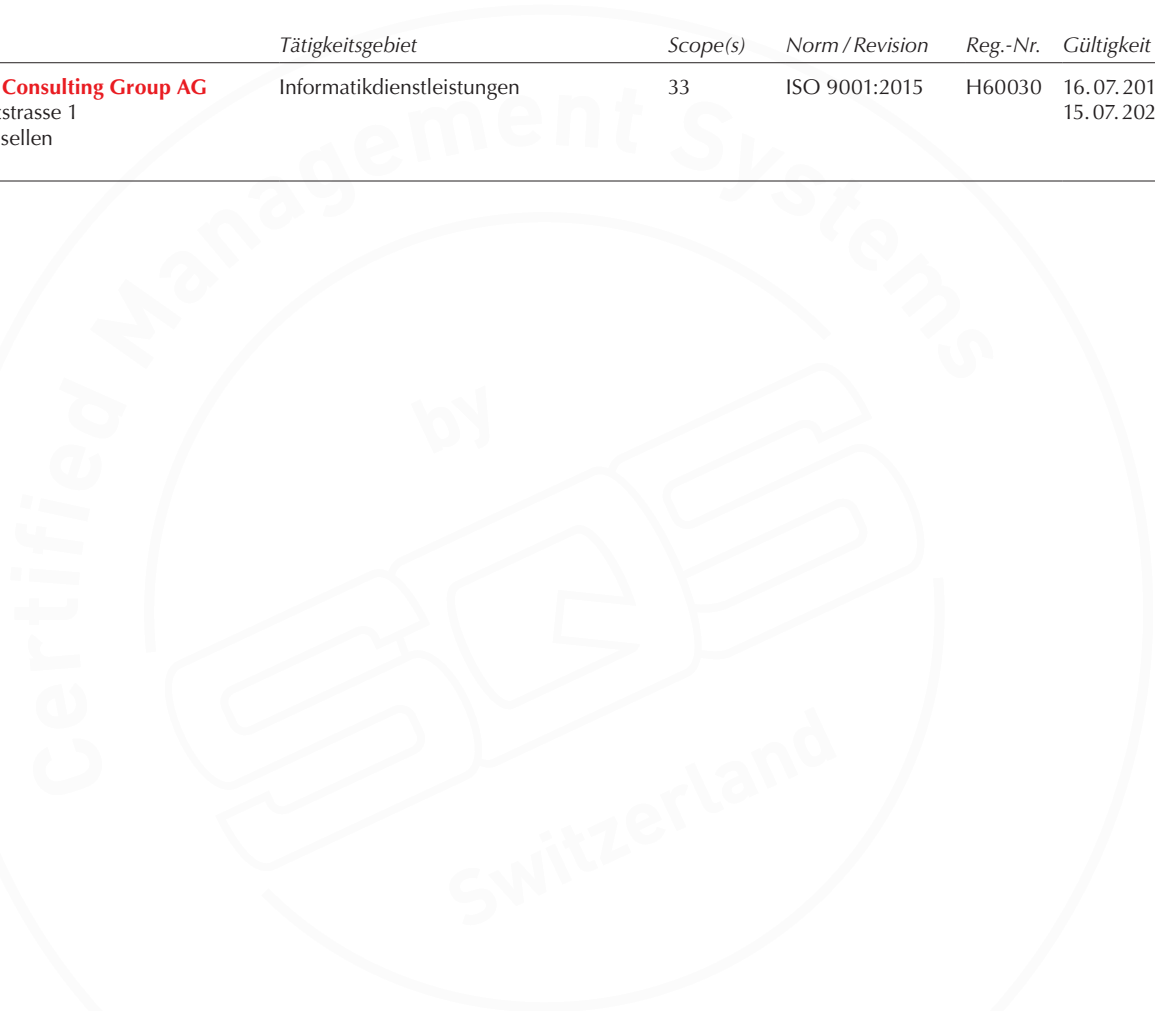 Tätigkeitsgebiet Scope(s) Norm / Revision Reg.-Nr. Gültigkeit
Consulting Group AG Informatikdienstleistungen 33 ISO 9001:2015 H60030 16. 07. 201
strasse 1 15. 07. 202
sellen
Certified Management Systems
by
SQS
Switzerland